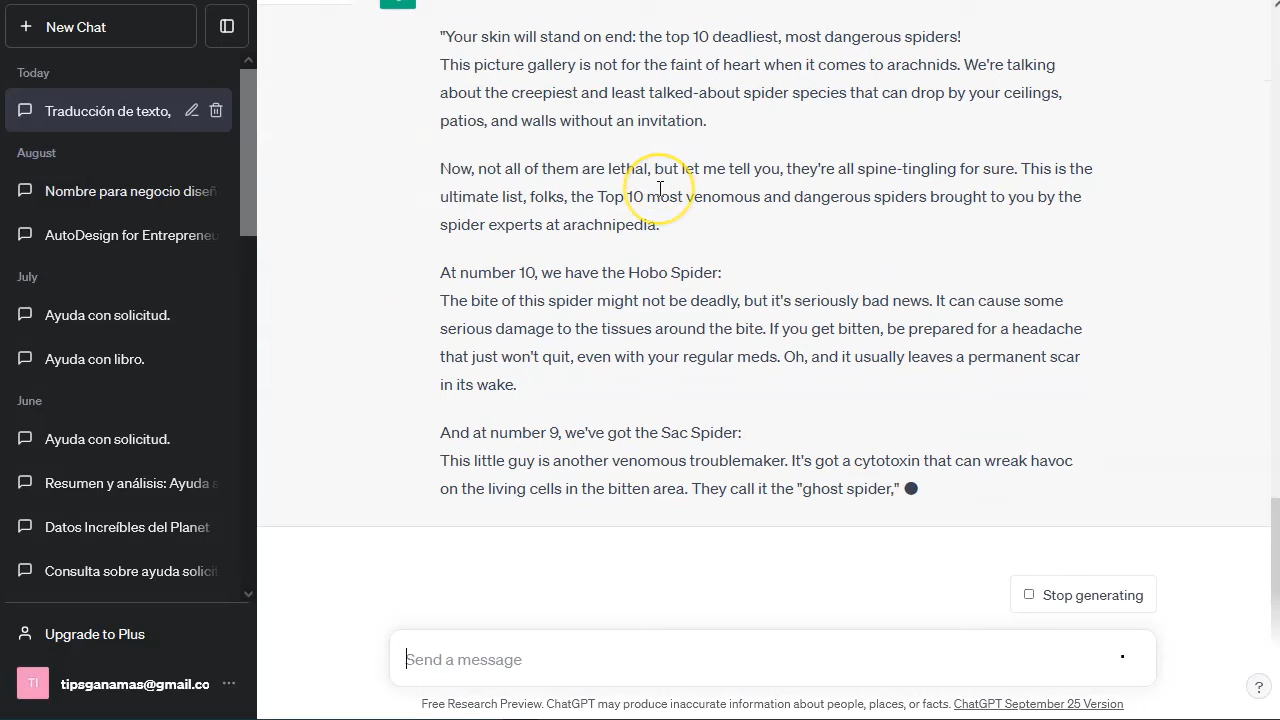 New Chat
Today
Traducción de texto,
August
Nombre para negocio diseñ
AutoDesign for Entrepreneu
July
Ayuda con solicitud.
Ayuda con libro.
June
Ayuda con solicitud.
Resumen y análisis: Ayuda a
Datos Increíbles del Planet
Consulta sobre ayuda solicit
Upgrade to Plus
TI
tipsganamas@gmail.co
"Your skin will stand on end: the top 10 deadliest, most dangerous spiders!
This picture gallery is not for the faint of heart when it comes to arachnids. We're talking
about the creepiest and least talked-about spider species that can drop by your ceilings,
patios, and walls without an invitation.
Now, not all of them are lethal, but let me tell you, they're all spine-tingling for sure. This is the
ultimate list, folks, the Top 10 most venomous and dangerous spiders brought to you by the
spider experts at arachnipedia.
At number 10, we have the Hobo Spider:
The bite of this spider might not be deadly, but it's seriously bad news. It can cause some
serious damage to the tissues around the bite. If you get bitten, be prepared for a headache
that just won't quit, even with your regular meds. Oh, and it usually leaves a permanent scar
in its wake.
And at number 9, we've got the Sac Spider:
This little guy is another venomous troublemaker. It's got a cytotoxin that can wreak havoc
on the living cells in the bitten area. They call it the "ghost spider,"
Stop generating
Send a message
?
Free Research Preview. ChatGPT may produce inaccurate information about people, places, or facts. ChatGPT September 25 Version